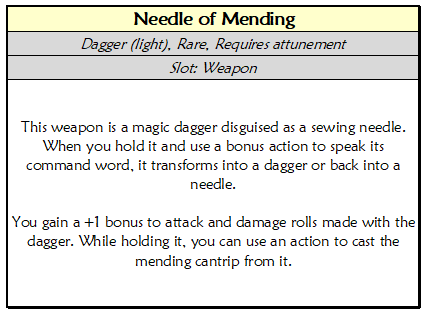 Needle of Mending
Dagger (light), Rare, Requires attunement
Slot: Weapon
This weapon is a magic dagger disguised as a sewing needle.
When you hold it and use a bonus action to speak its
command word, it transforms into a dagger or back into a
needle.
You gain a +1 bonus to attack and damage rolls made with the
dagger. While holding it, you can use an action to cast the
mending cantrip from it.